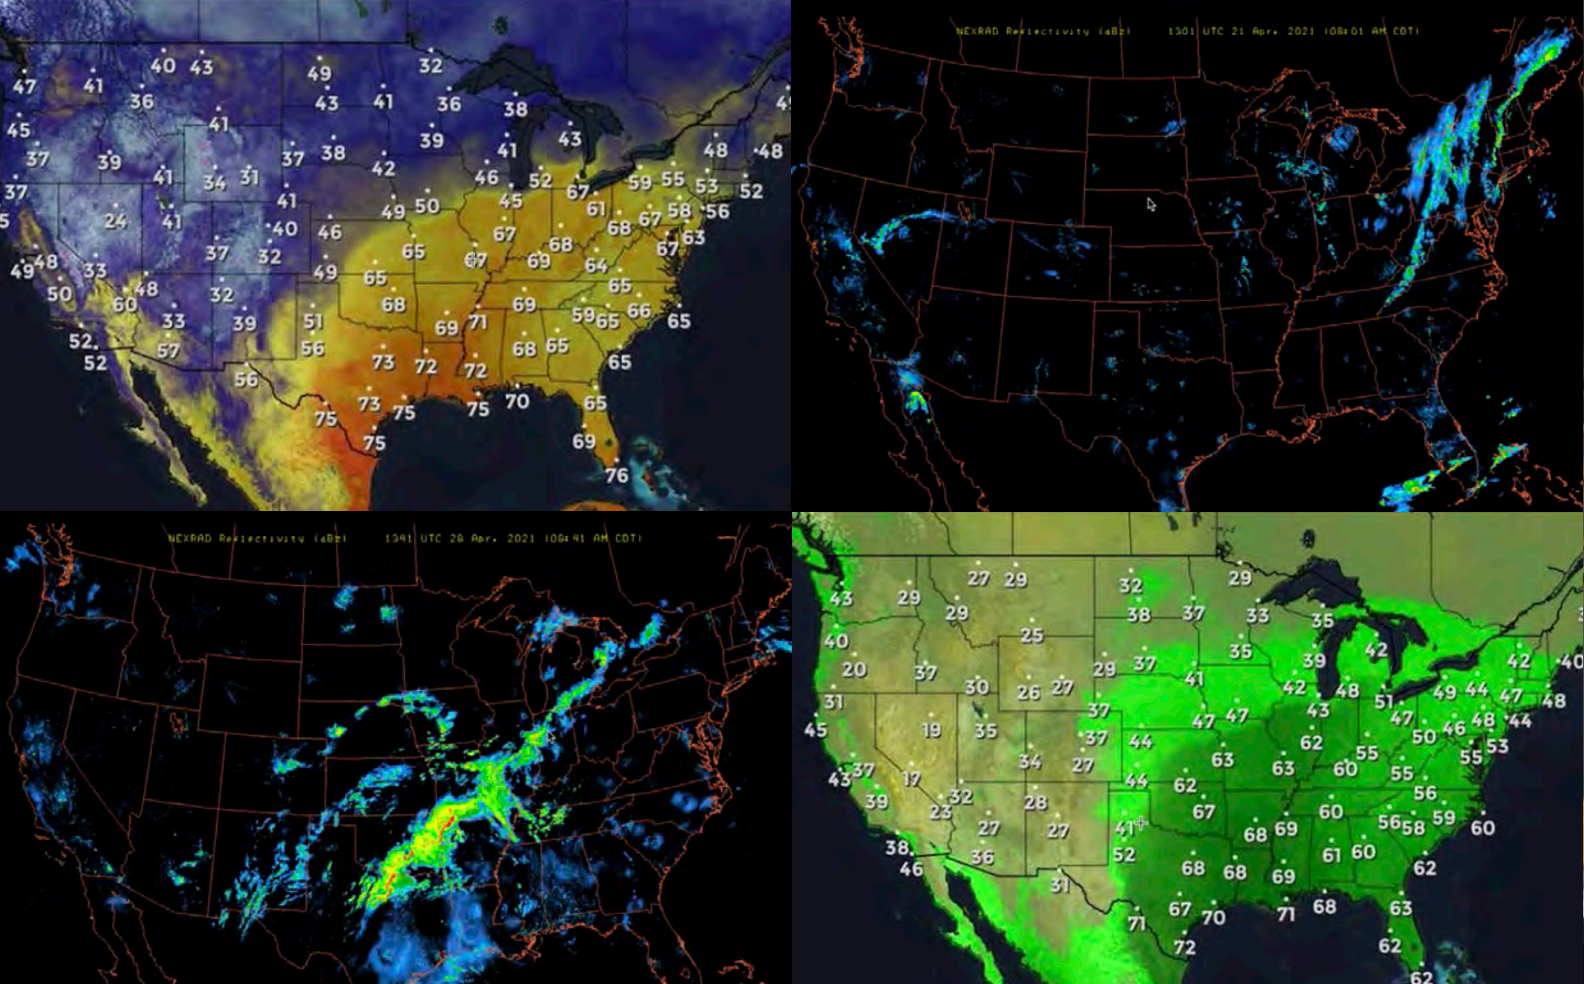 40 43 49 32
47 41 36 43 41 36 38
45 41 39 41 43 48 48
37 39 41 34 31 37 38 42 46 52 67 59 55 53 52
37 24 41 41 49 50 45 61 67 58 56
37 40 32 46 65 67 68 68 67 63
49 48 33 48 49 65 69 64
50 60 32 68 69 65
33 39 51 69 71 59 65 66 65
52 52 57 56 73 72 72 68 65 65
56 75 73 75 75 70 65
75 69
76
NEXRAD Reflectivity (dBz) 1301 UTC 21 Apr. 2021 (08:01 AM CDT)
NEXRAD Reflectivity (dBz) 1341 UTC 28 Apr. 2021 (08:41 AM CDT)
27 29 32 29
43 29 29 38 37 33 35
40 25 35 39 42 42 40
20 37 30 26 27 29 37 41 42 48 51 49 44 47 48
31 37 47 47 43 47 46 48 44
45 19 35 37 44 62 55 50 55 53
43 37 17 34 27 44 63 63 60 55
39 23 32 28 62 67 60 56
27 27 41 68 69 56 58 59 60
38 46 36 52 68 68 69 61 60 62
31 71 67 70 71 68 63
72 62
62